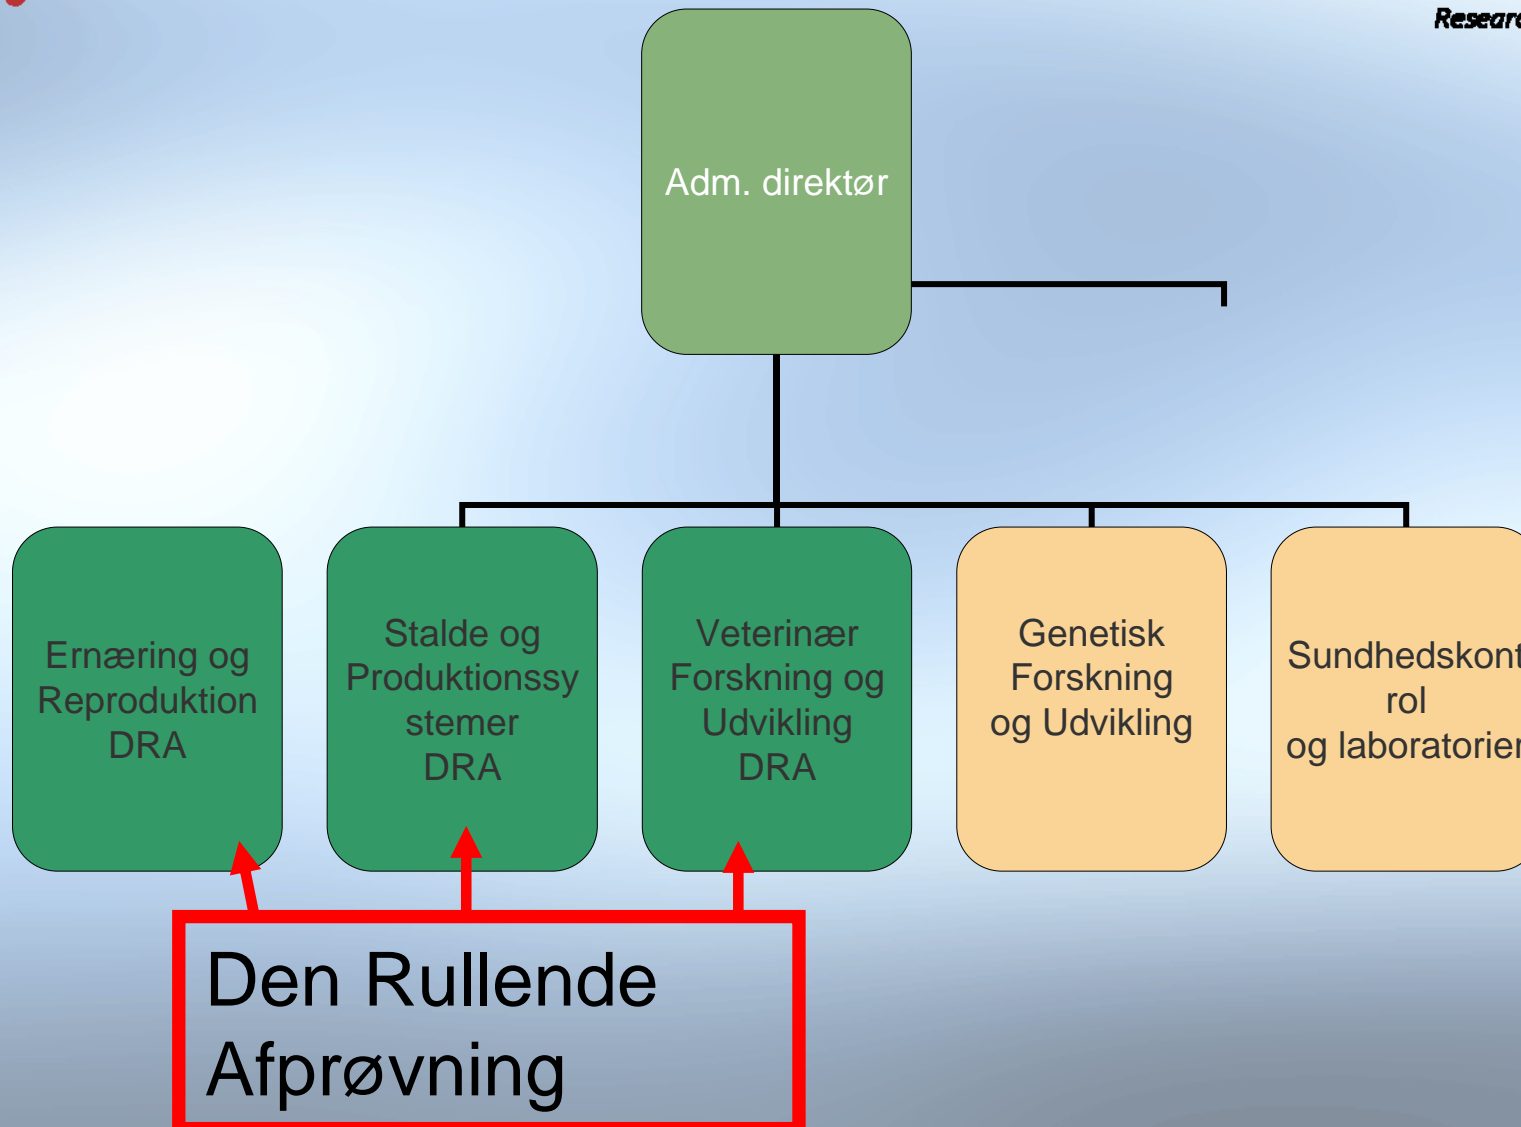 Adm. direktør
Ernæring og
Reproduktion
DRA
Stalde og
Produktionssy
stemer
DRA
Veterinær
Forskning og
Udvikling
DRA
Genetisk
Forskning
og Udvikling
Sundhedskont
rol
og laboratorier
Den Rullende
Afprøvning